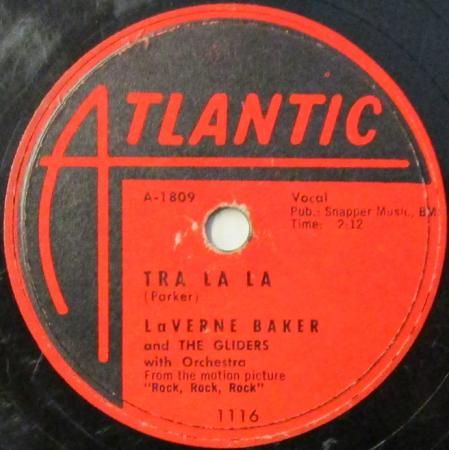 ATLANTIC
A-1809
Vocal
Pub.: Snapper Music., BM
Time: 2:12
TRA LA LA
(Parker)
LaVERNE BAKER
and THE GLIDERS
with Orchestra
From the motion picture
"Rock, Rock, Rock"
1116